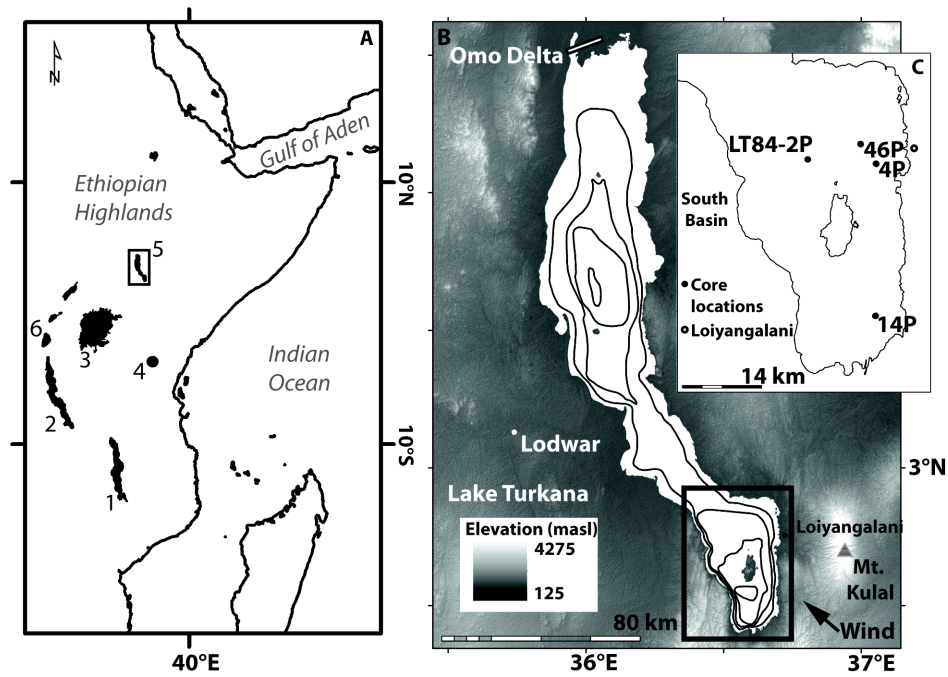 A
N
Gulf of Aden
Ethiopian
Highlands
10°N
5
6
3
4
2
1
Indian
Ocean
10°S
40°E
B
Omo Delta
Lodwar
Lake Turkana
Elevation (masl)
4275
125
80 km
Loiyangalani
Mt.
Kulal
Wind
3°N
36°E
37°E
C
LT84-2P
46P
4P
South
Basin
Core
locations
Loiyangalani
14P
14 km